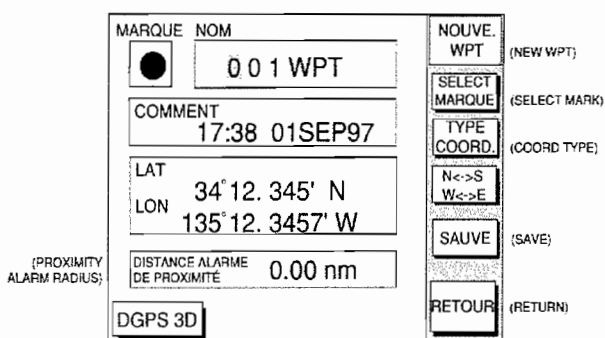 MARQUE NOM
001 WPT
COMMENT
17:38 01SEP97
LAT
34°12. 345' N
LON
135°12. 3457' W
(PROXIMITY
ALARM RADIUS)
DISTANCE ALARME
DE PROXIMITÉ
0.00 nm
DGPS 3D
NOUVE.
WPT
(NEW WPT)
SELECT
MARQUE
(SELECT MARK)
TYPE
COORD.
(COORD TYPE)
N<->S
W<->E
SAUVE
(SAVE)
RETOUR
(RETURN)